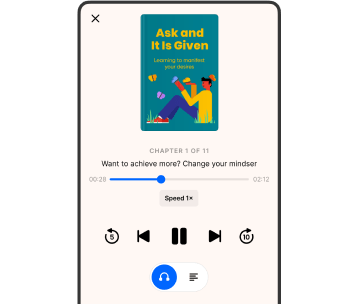 Ask and
It Is Given
Learning to manifest
your desires
CHAPTER 1 OF 11
Want to achieve more? Change your mindser
00:28
02:12
Speed 1×
5
10